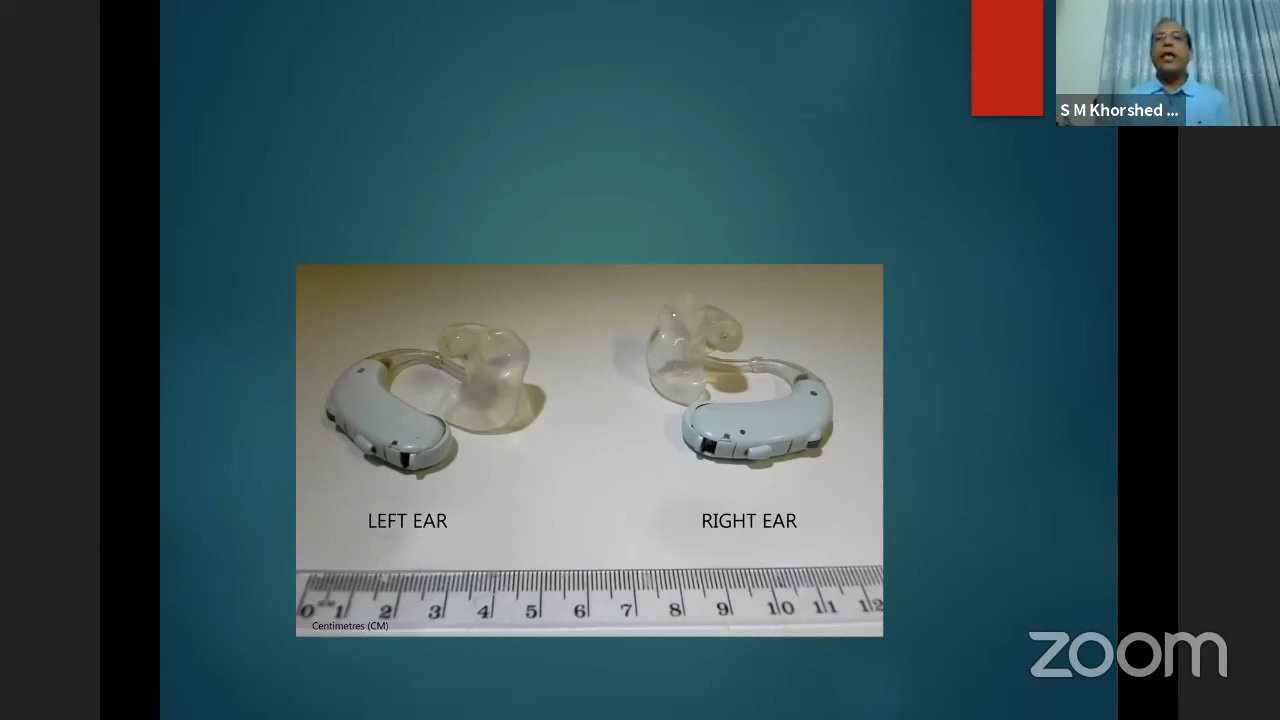 S M Khorshed ...
LEFT EAR
RIGHT EAR
0 1 2 3 4 5 6 7 8 9 10 11 12
Centimetres (CM)
zoom